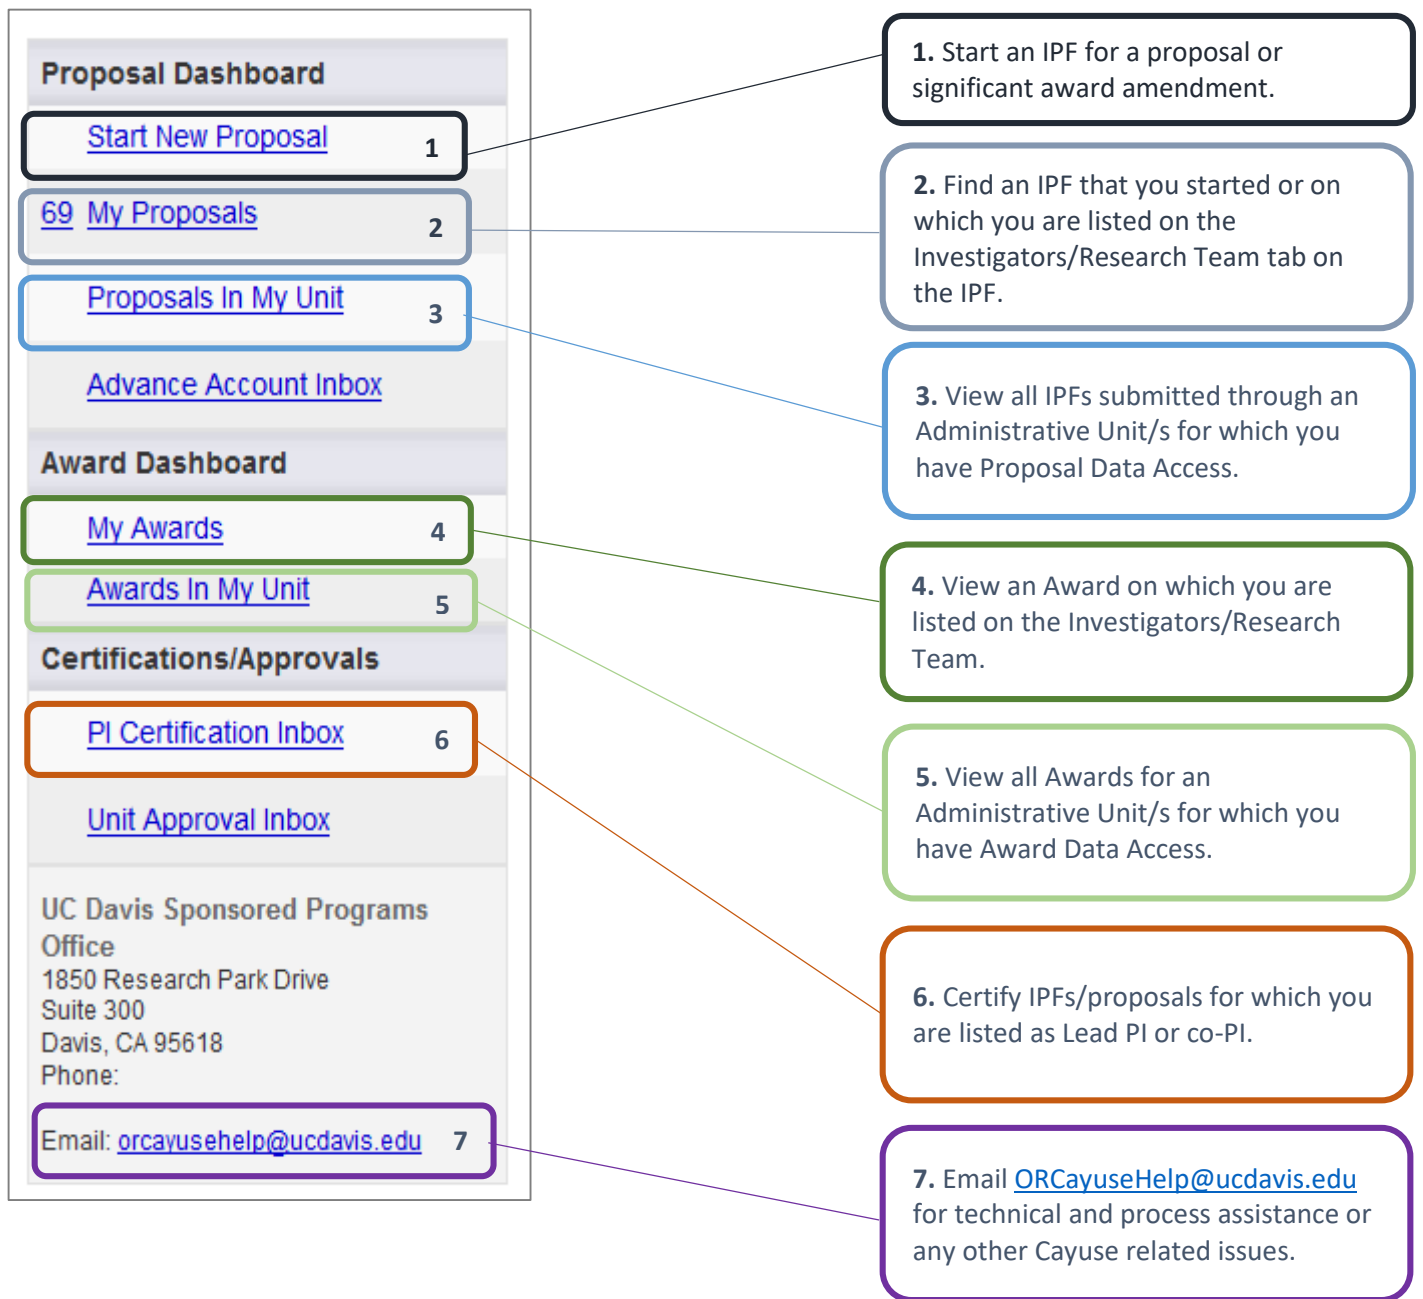 Proposal Dashboard
Start New Proposal 1
69 My Proposals 2
Proposals In My Unit 3
Advance Account Inbox
Award Dashboard
My Awards 4
Awards In My Unit 5
Certifications/Approvals
PI Certification Inbox 6
Unit Approval Inbox
UC Davis Sponsored Programs
Office
1850 Research Park Drive
Suite 300
Davis, CA 95618
Phone:
Email: orcayusehelp@ucdavis.edu 7
1. Start an IPF for a proposal or
significant award amendment.
2. Find an IPF that you started or on
which you are listed on the
Investigators/Research Team tab on
the IPF.
3. View all IPFs submitted through an
Administrative Unit/s for which you
have Proposal Data Access.
4. View an Award on which you are
listed on the Investigators/Research
Team.
5. View all Awards for an
Administrative Unit/s for which you
have Award Data Access.
6. Certify IPFs/proposals for which you
are listed as Lead PI or co-PI.
7. Email ORCayuseHelp@ucdavis.edu
for technical and process assistance or
any other Cayuse related issues.